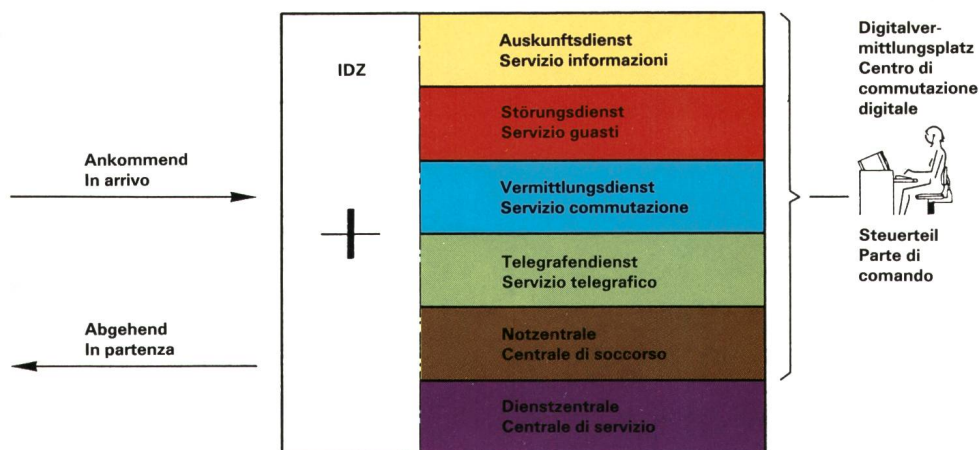 Ankommend
In arrivo
Abgehend
In partenza
IDZ
Auskunftsdienst
Servizio informazioni
Störungsdienst
Servizio guasti
Vermittlungsdienst
Servizio commutazione
Telegrafendienst
Servizio telegrafico
Notzentrale
Centrale di soccorso
Dienstzentrale
Centrale di servizio
Digitalver-
mittlungsplatz
Centro di
commutazione
digitale
Steuerteil
Parte di
comando